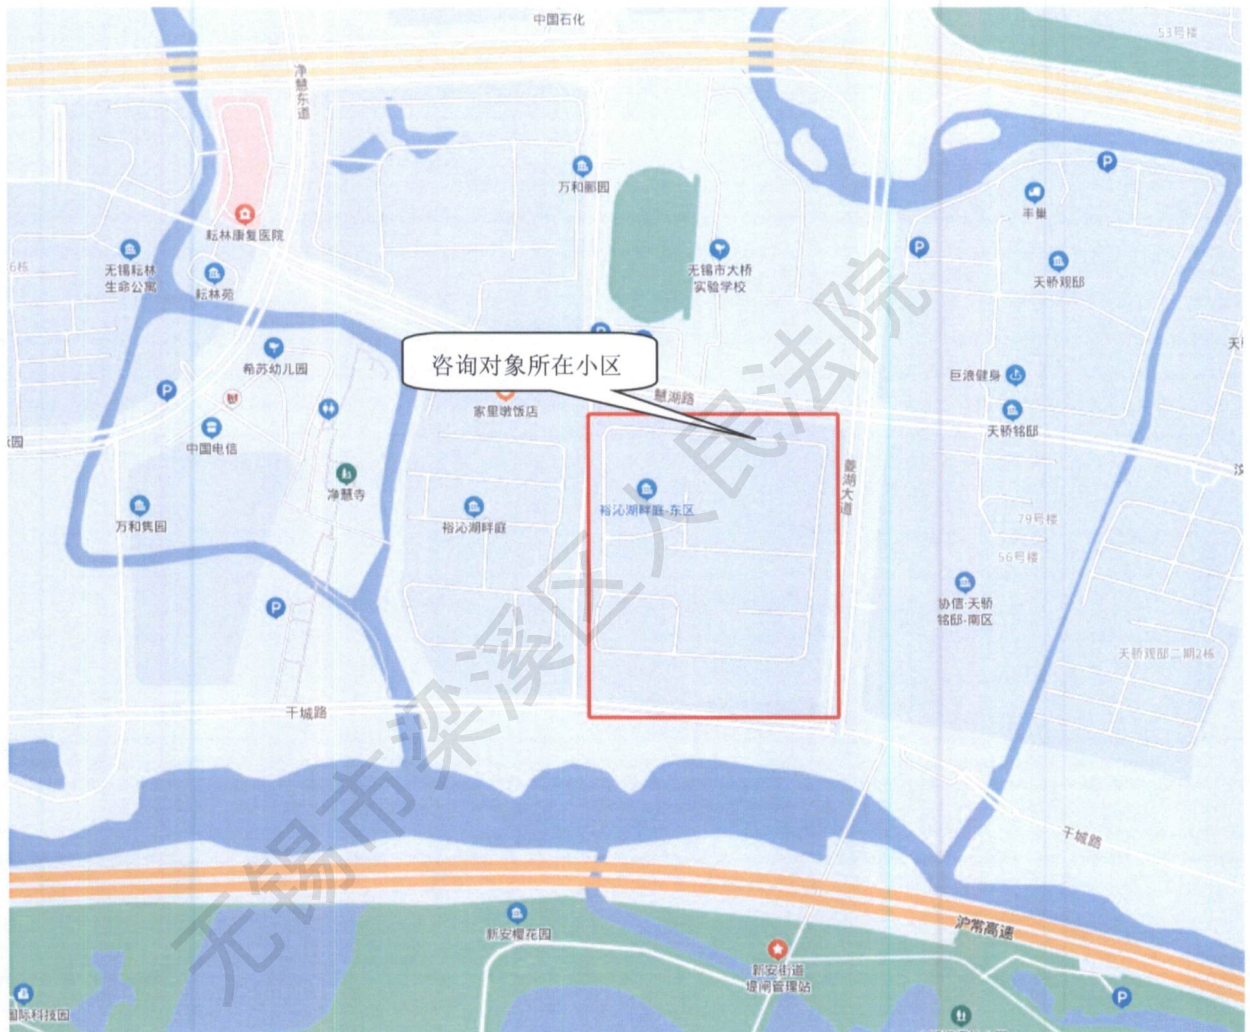 中国石化
53号楼
净慧东道
万和郦园
丰巢
耘林康复医院
无锡耘林
生命公寓
6栋
耘林苑
无锡市大桥
实验学校
天骄观邸
咨询对象所在小区
希苏幼儿园
慧湖路
家里墩饭店
巨浪健身
天骄铭邸
中国电信
净慧寺
菱湖大道
万和隽园
裕沁湖畔庭
裕沁湖畔庭-东区
79号楼
56号楼
协信·天骄
铭邸-南区
天骄观邸二期2栋
干城路
干城路
沪常高速
新安樱花园
新安街道
堤闸管理站
国际科技园
无锡市梁溪区人民法院